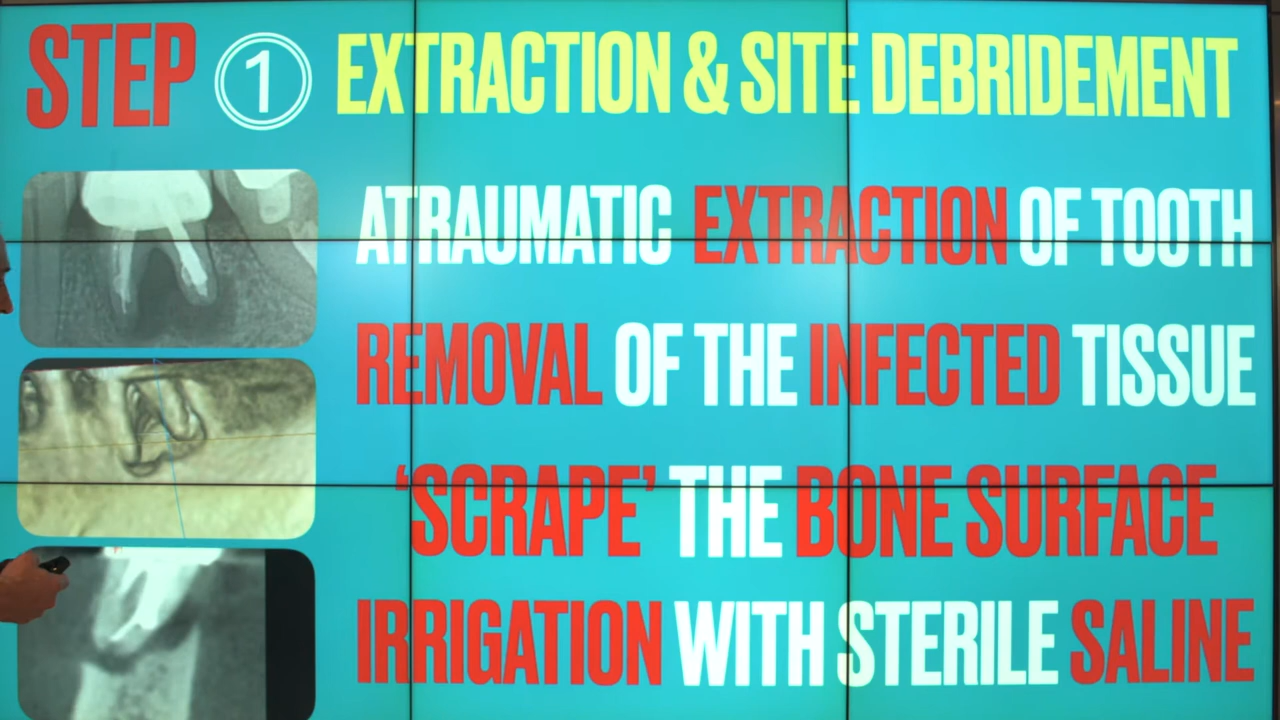 STEP 1 EXTRACTION & SITE DEBRIDEMENT
ATRAUMATIC EXTRACTION OF TOOTH
REMOVAL OF THE INFECTED TISSUE
‘SCRAPE’ THE BONE SURFACE
IRRIGATION WITH STERILE SALINE